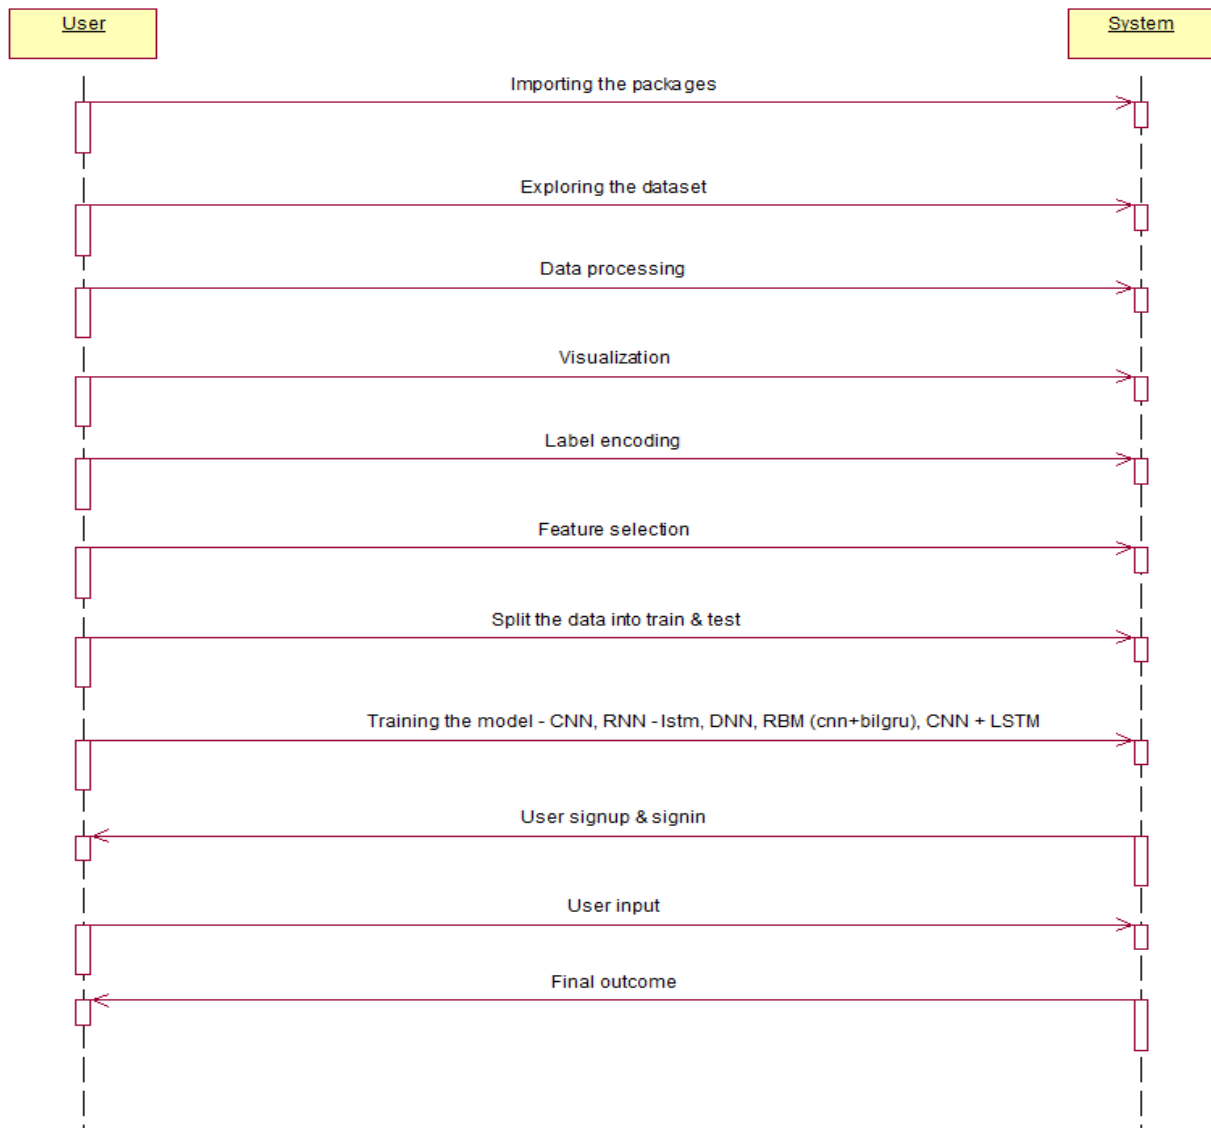 User
System
Importing the packages
Exploring the dataset
Data processing
Visualization
Label encoding
Feature selection
Split the data into train & test
Training the model - CNN, RNN - lstm, DNN, RBM (cnn+bilgru), CNN + LSTM
User signup & signin
User input
Final outcome